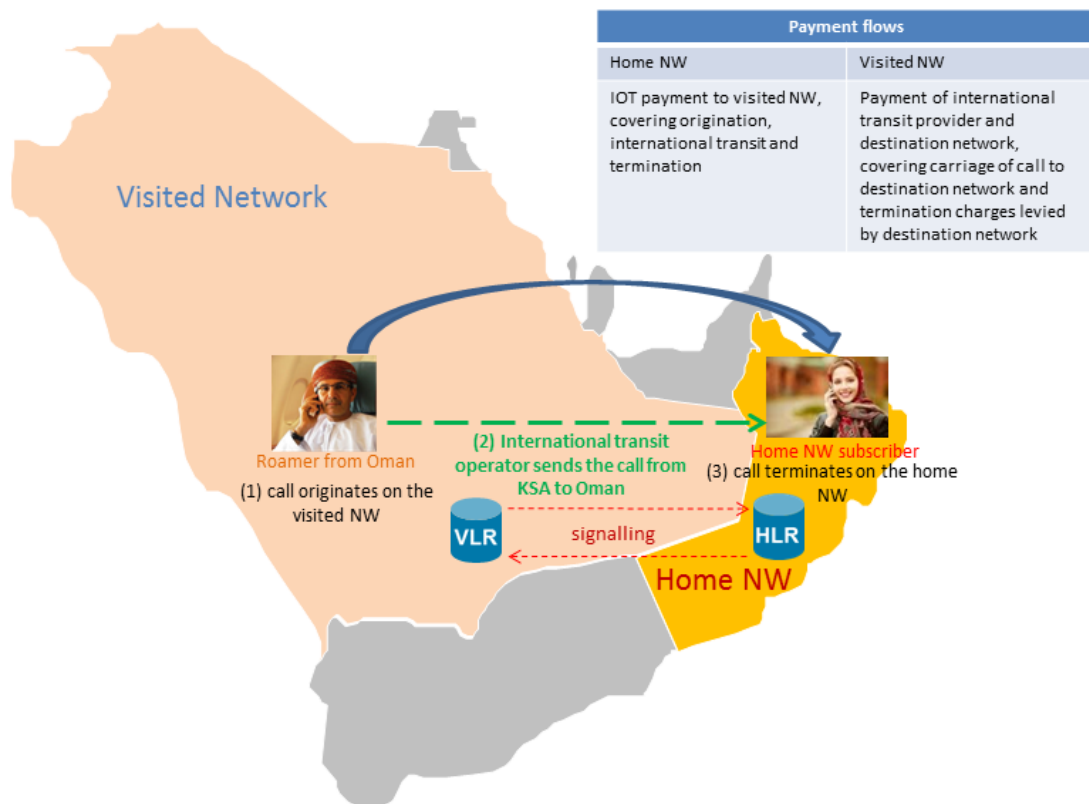 Payment flows
Home NW
Visited NW
IOT payment to visited NW,
covering origination,
international transit and
termination
Payment of international
transit provider and
destination network,
covering carriage of call to
destination network and
termination charges levied
by destination network
Visited Network
Roamer from Oman
(1) call originates on the
visited NW
(2) International transit
operator sends the call from
KSA to Oman
Home NW subscriber
(3) call terminates on the home
NW
VLR
signalling
HLR
Home NW